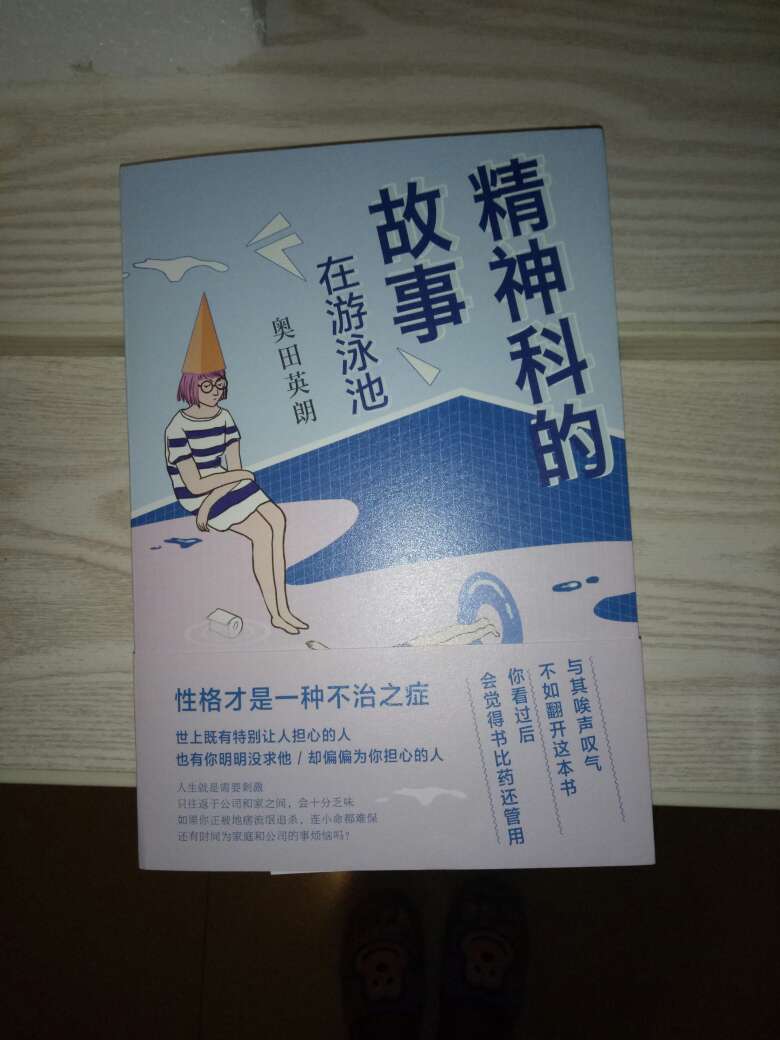 精神科的
故事
在游泳池
奥田英朗
性格才是一种不治之症
世上既有特别让人担心的人
也有你明明没求他/却偏偏为你担心的人
人生就是需要刺激
只往返于公司和家之间，会十分乏味
如果你正被地痞流氓追杀，连小命都难保
还有时间为家庭和公司的事烦恼吗？
与其唉声叹气
不如翻开这本书
你看过后
会觉得书比药还管用